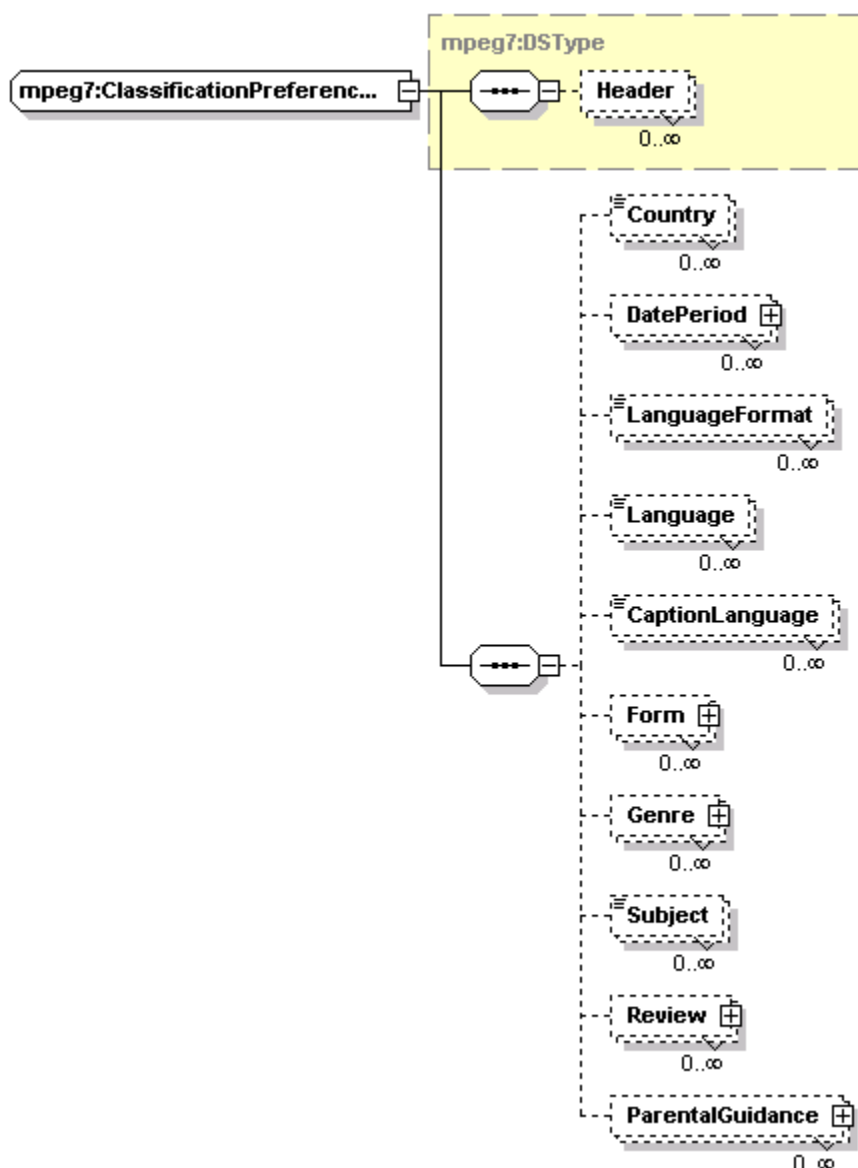 mpeg7:DSType
mpeg7:ClassificationPreferenc...
Header
0..∞
Country
0..∞
DatePeriod
0..∞
LanguageFormat
0..∞
Language
0..∞
CaptionLanguage
0..∞
Form
0..∞
Genre
0..∞
Subject
0..∞
Review
0..∞
ParentalGuidance
0..∞